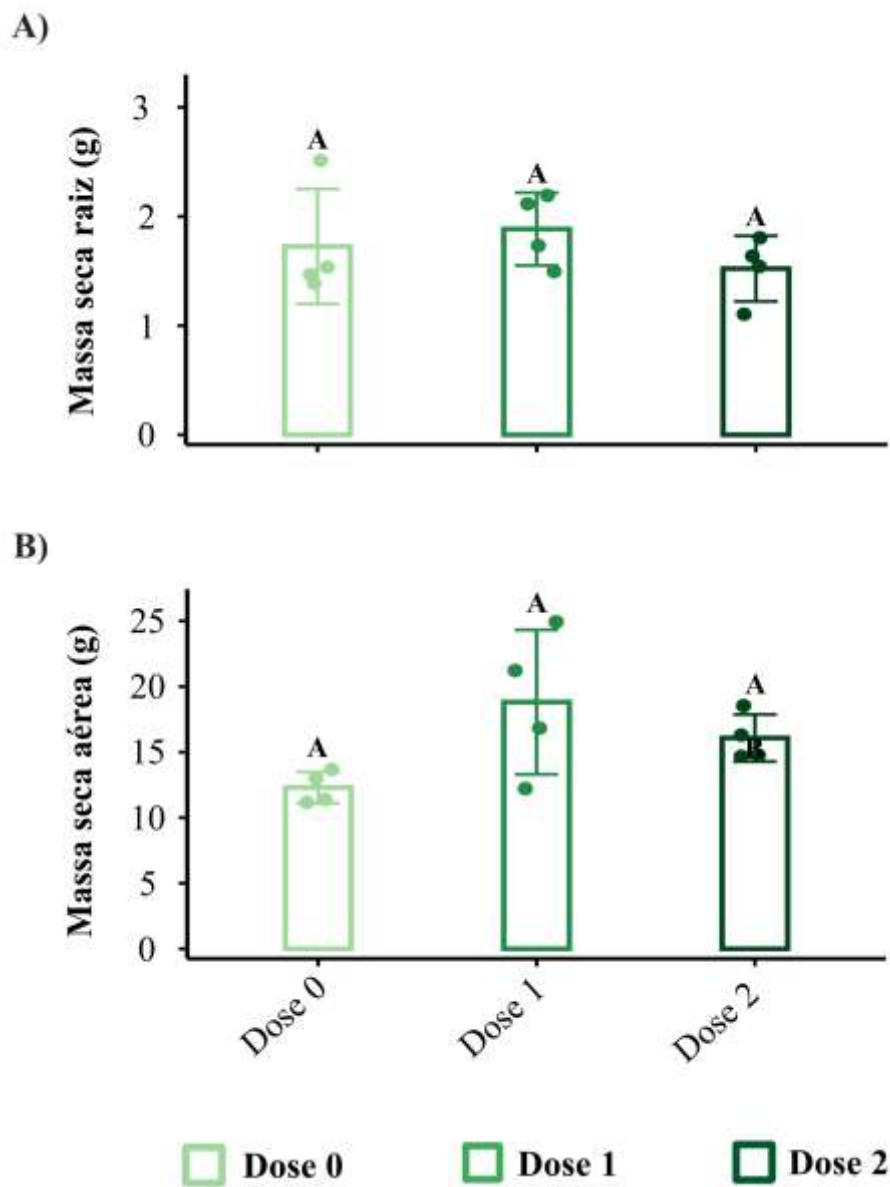 A)
Massa seca raiz (g)
3
2
1
0
A
A
A
B)
Massa seca aérea (g)
25
20
15
10
5
0
A
A
A
Dose 0
Dose 1
Dose 2
Dose 0
Dose 1
Dose 2